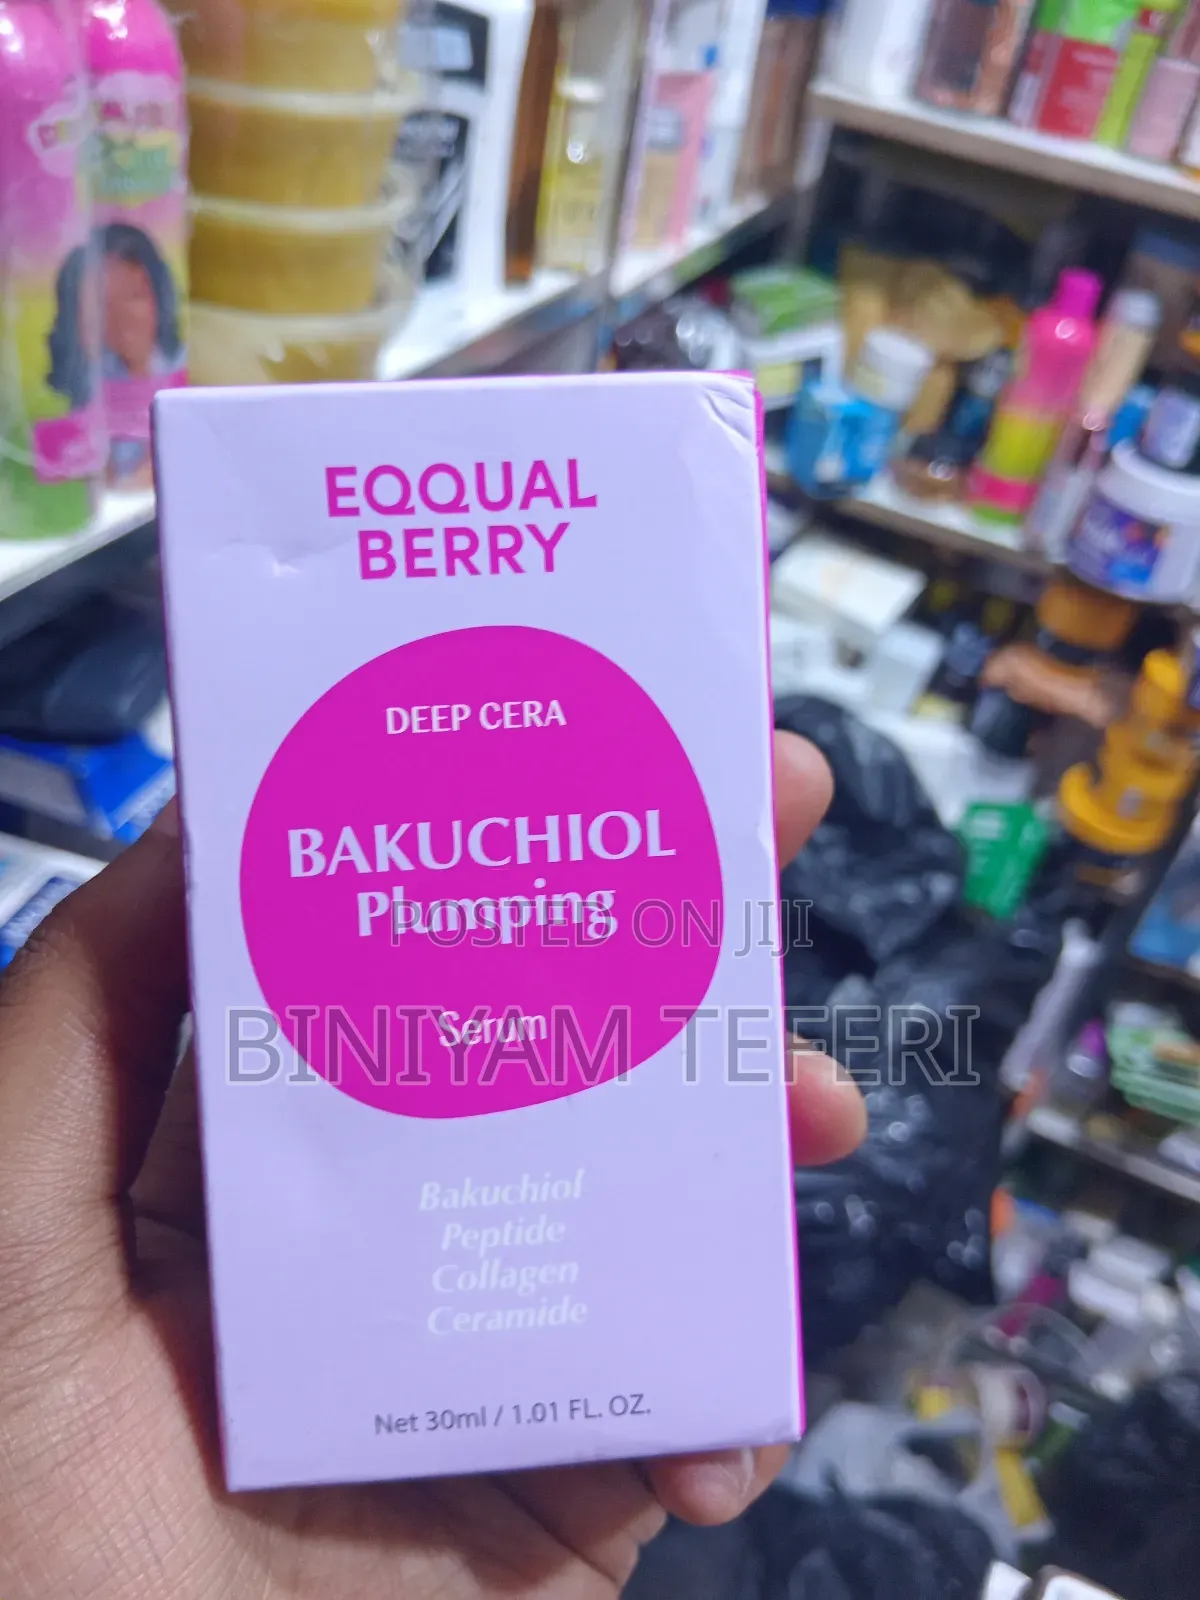 EQQUAL
BERRY
DEEP CERA
BAKUCHIOL
Plumping
POSTED ON JIJI
Serum
BINIYAM TEFERI
Bakuchiol
Peptide
Collagen
Ceramide
Net 30ml / 1.01 FL. OZ.